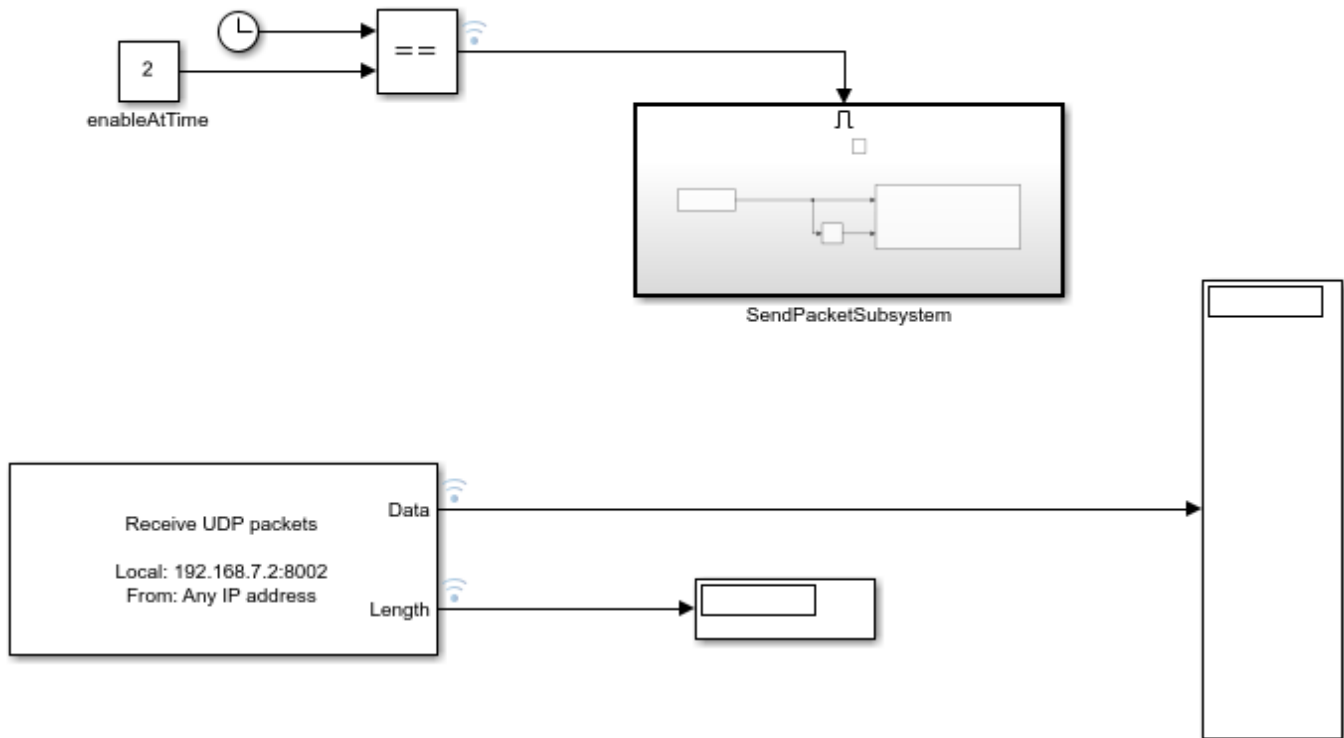 ==
2
enableAtTime
SendPacketSubsystem
Data
Receive UDP packets
Local: 192.168.7.2:8002
From: Any IP address
Length